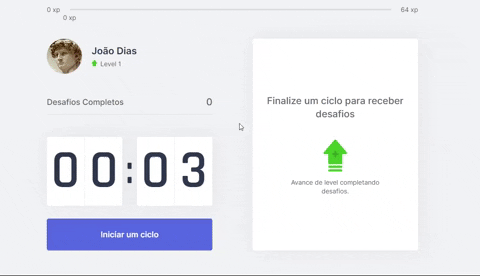 0 xp
64 xp
0 xp
João Dias
Level 1
Desafios Completos
0
00:03
Iniciar um ciclo
Finalize um ciclo para receber
desafios
Avance de level completando
desafios.